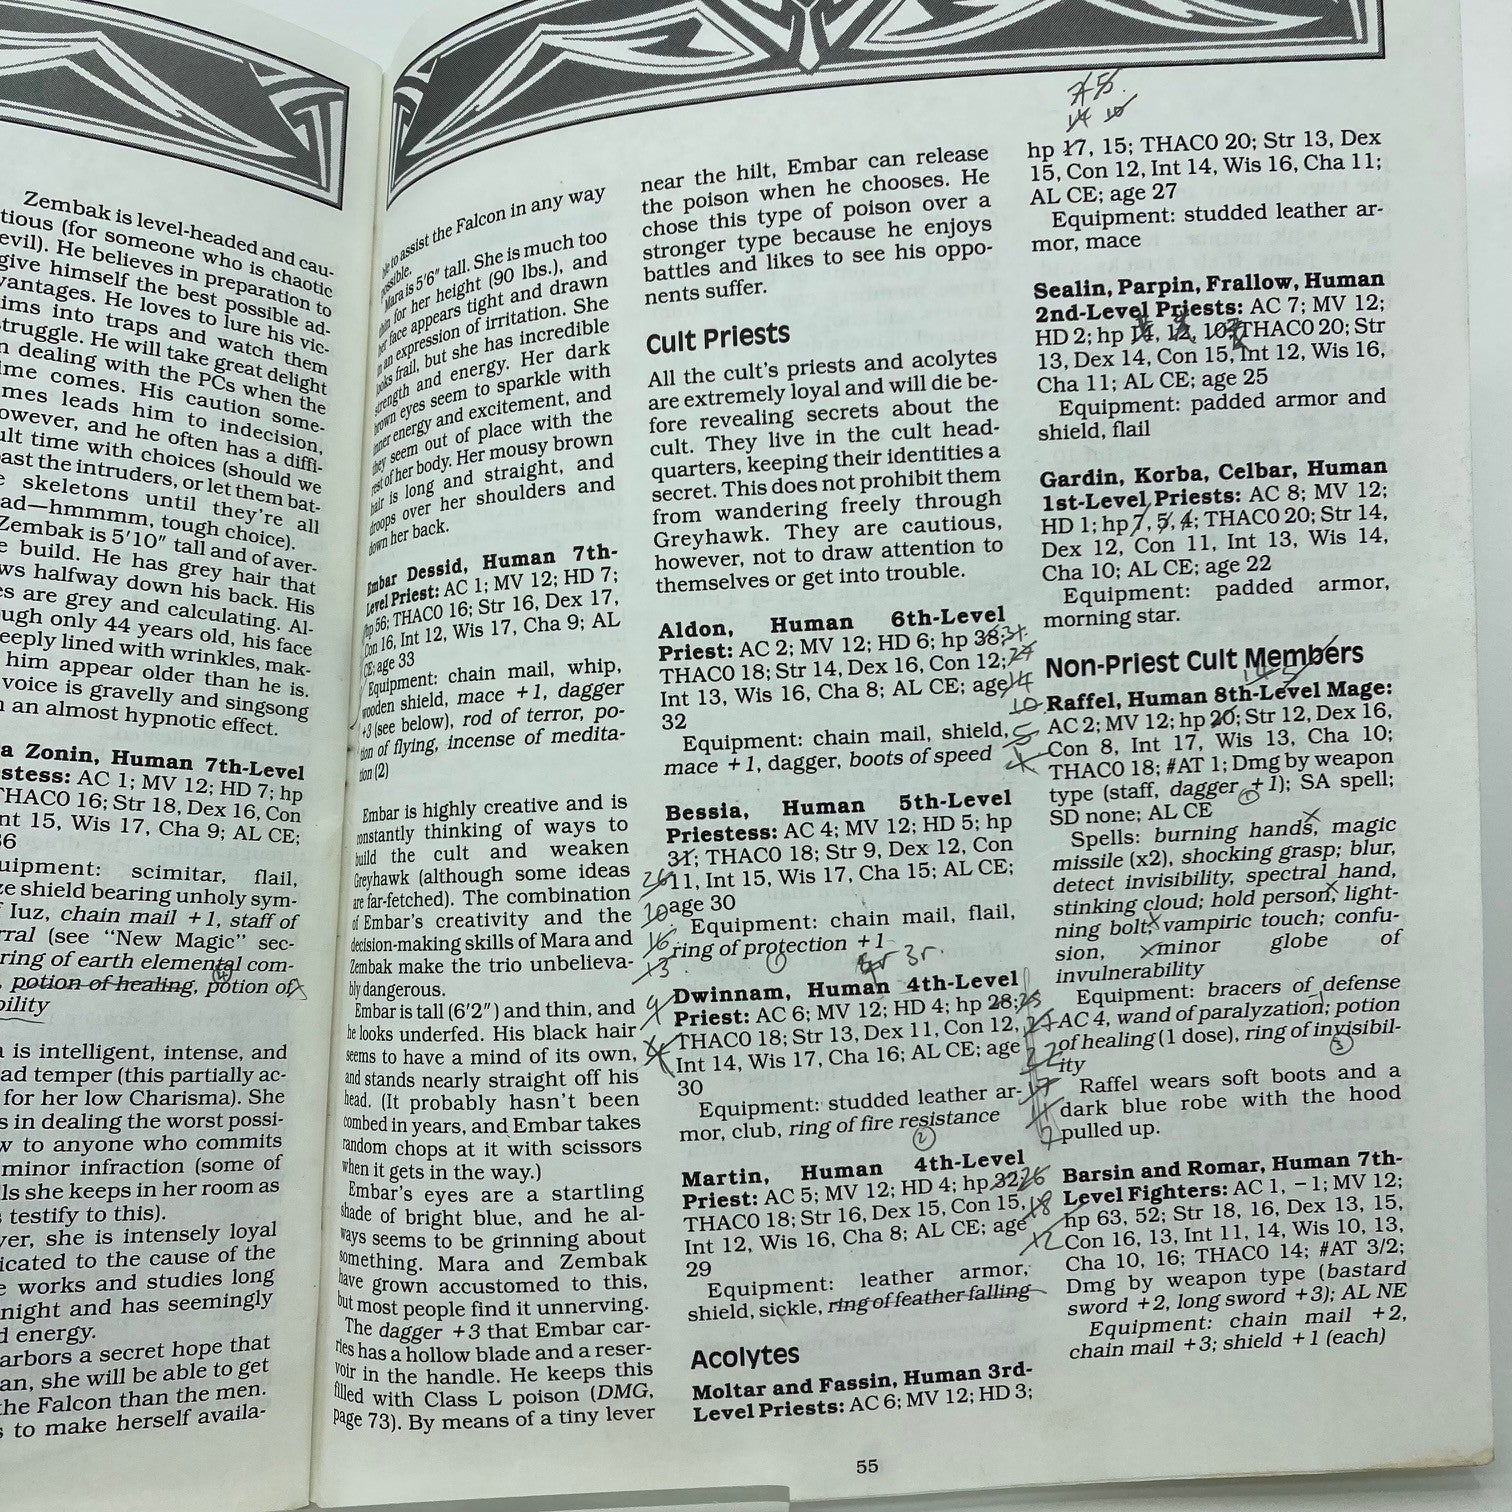 Zembak is level-headed and cau-
tious (for someone who is chaotic
evil). He believes in preparation to
give himself the best possible ad-
vantages. He loves to lure his vic-
tims into traps and watch them
struggle. He will take great delight
in dealing with the PCs when the
time comes. His caution some-
times leads him to indecision,
however, and he often has a diffi-
cult time with choices (should we
past the intruders, or let them bat-
e skeletons until they're all
ad—hmmmm, tough choice).
Zembak is 5'10" tall and of aver-
e build. He has grey hair that
ws halfway down his back. His
es are grey and calculating. Al-
ough only 44 years old, his face
deeply lined with wrinkles, mak-
him appear older than he is.
voice is gravelly and singsong
h an almost hypnotic effect.
a Zonin, Human 7th-Level
estess: AC 1; MV 12; HD 7; hp
THAC0 16; Str 18, Dex 16, Con
nt 15, Wis 17, Cha 9; AL CE;
36
quipment: scimitar, flail,
ze shield bearing unholy sym-
f Iuz, chain mail +1, staff of
rral (see "New Magic" sec-
ring of earth elemental com-
, potion of healing, potion of
bility
is intelligent, intense, and
ad temper (this partially ac-
for her low Charisma). She
s in dealing the worst possi-
w to anyone who commits
minor infraction (some of
lls she keeps in her room as
testify to this).
ver, she is intensely loyal
icated to the cause of the
e works and studies long
night and has seemingly
d energy.
arbors a secret hope that
an, she will be able to get
the Falcon than the men.
s to make herself availa-
ble to assist the Falcon in any way
possible.
Mara is 5'6" tall. She is much too
thin for her height (90 lbs.), and
her face appears tight and drawn
in an expression of irritation. She
looks frail, but she has incredible
strength and energy. Her dark
brown eyes seem to sparkle with
inner energy and excitement, and
they seem out of place with the
rest of her body. Her mousy brown
hair is long and straight, and
droops over her shoulders and
down her back.
Embar Dessid, Human 7th-
Level Priest: AC 1; MV 12; HD 7;
hp 56; THAC0 16; Str 16, Dex 17,
Con 16, Int 12, Wis 17, Cha 9; AL
CE; age 33
Equipment: chain mail, whip,
wooden shield, mace +1, dagger
+3 (see below), rod of terror, po-
tion of flying, incense of medita-
tion (2)
Embar is highly creative and is
constantly thinking of ways to
build the cult and weaken
Greyhawk (although some ideas
are far-fetched). The combination
of Embar's creativity and the
decision-making skills of Mara and
Zembak make the trio unbelieva-
bly dangerous.
Embar is tall (6'2") and thin, and
he looks underfed. His black hair
seems to have a mind of its own,
and stands nearly straight off his
head. (It probably hasn't been
combed in years, and Embar takes
random chops at it with scissors
when it gets in the way.)
Embar's eyes are a startling
shade of bright blue, and he al-
ways seems to be grinning about
something. Mara and Zembak
have grown accustomed to this,
but most people find it unnerving.
The dagger +3 that Embar car-
ries has a hollow blade and a reser-
voir in the handle. He keeps this
filled with Class L poison (DMG,
page 73). By means of a tiny lever
near the hilt, Embar can release
the poison when he chooses. He
chose this type of poison over a
stronger type because he enjoys
battles and likes to see his oppo-
nents suffer.
Cult Priests
All the cult's priests and acolytes
are extremely loyal and will die be-
fore revealing secrets about the
cult. They live in the cult head-
quarters, keeping their identities a
secret. This does not prohibit them
from wandering freely through
Greyhawk. They are cautious,
however, not to draw attention to
themselves or get into trouble.
Aldon, Human 6th-Level
Priest: AC 2; MV 12; HD 6; hp 38;
THAC0 18; Str 14, Dex 16, Con 12;
Int 13, Wis 16, Cha 8; AL CE; age
32
Equipment: chain mail, shield,
mace +1, dagger, boots of speed
14
10
5
Bessia, Human 5th-Level
Priestess: AC 4; MV 12; HD 5; hp
31; THAC0 18; Str 9, Dex 12, Con
11, Int 15, Wis 17, Cha 15; AL CE;
age 30
Equipment: chain mail, flail,
ring of protection +1
26
20
16
13
9
Dwinnam, Human 4th-Level
Priest: AC 6; MV 12; HD 4; hp 28;
THAC0 18; Str 13, Dex 11, Con 12,
Int 14, Wis 17, Cha 16; AL CE; age
30
Equipment: studded leather ar-
mor, club, ring of fire resistance
22
17
Martin, Human 4th-Level
Priest: AC 5; MV 12; HD 4; hp 32
THAC0 18; Str 16, Dex 15, Con 15,
Int 12, Wis 16, Cha 8; AL CE; age
29
Equipment: leather armor,
shield, sickle, ring of feather falling
26
18
12
Acolytes
Moltar and Fassin, Human 3rd-
Level Priests: AC 6; MV 12; HD 3;
14 10
hp 17, 15; THAC0 20; Str 13, Dex
15, Con 12, Int 14, Wis 16, Cha 11;
AL CE; age 27
Equipment: studded leather ar-
mor, mace
Sealin, Parpin, Frallow, Human
2nd-Level Priests: AC 7; MV 12;
HD 2; hp 14, 12, 10; THAC0 20; Str
13, Dex 14, Con 15, Int 12, Wis 16,
Cha 11; AL CE; age 25
Equipment: padded armor and
shield, flail
Gardin, Korba, Celbar, Human
1st-Level Priests: AC 8; MV 12;
HD 1; hp 7, 5, 4; THAC0 20; Str 14,
Dex 12, Con 11, Int 13, Wis 14,
Cha 10; AL CE; age 22
Equipment: padded armor,
morning star.
Non-Priest Cult Members
Raffel, Human 8th-Level Mage:
AC 2; MV 12; hp 20; Str 12, Dex 16,
Con 8, Int 17, Wis 13, Cha 10;
THAC0 18; #AT 1; Dmg by weapon
type (staff, dagger +1); SA spell;
SD none; AL CE
Spells: burning hands, magic
missile (x2), shocking grasp; blur,
detect invisibility, spectral hand,
stinking cloud; hold person, light-
ning bolt; vampiric touch; confu-
sion, minor globe of
invulnerability
Equipment: bracers of defense
AC 4, wand of paralyzation; potion
of healing (1 dose), ring of invisibil-
ity
Raffel wears soft boots and a
dark blue robe with the hood
pulled up.
Barsin and Romar, Human 7th-
Level Fighters: AC 1, −1; MV 12;
hp 63, 52; Str 18, 16, Dex 13, 15,
Con 16, 13, Int 11, 14, Wis 10, 13,
Cha 10, 16; THAC0 14; #AT 3/2;
Dmg by weapon type (bastard
sword +2, long sword +3); AL NE
Equipment: chain mail +2,
chain mail +3; shield +1 (each)
55